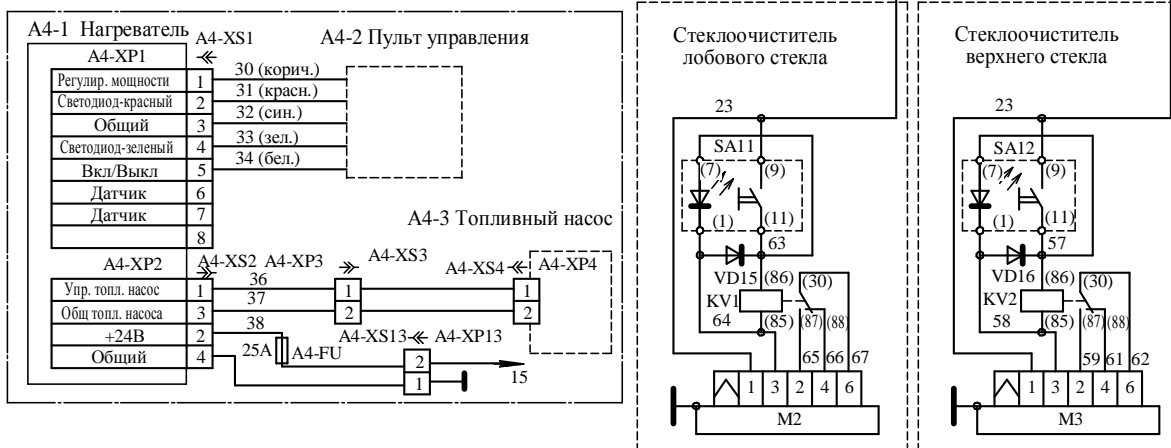 А4-1 Нагреватель
А4-XP1
А4-XS1
А4-2 Пульт управления
Регулир. мощности 1 30 (корич.)
Светодиод-красный 2 31 (красн.)
Общий 3 32 (син.)
Светодиод-зеленый 4 33 (зел.)
Вкл/Выкл 5 34 (бел.)
Датчик 6
Датчик 7
8
А4-3 Топливный насос
А4-XP2 А4-XS2 А4-XP3 А4-XS3 А4-XS4 А4-XP4
Упр. топл. насос 1 36 1 1
Общ топл. насоса 3 37 2 2
+24В 2 38
Общий 4
25А А4-FU
А4-XS13 А4-XP13
2 15
1
Стеклоочиститель
лобового стекла
23
SA11
(7) (9)
(1) (11)
63
VD15 (86) (30)
KV1
64 (85) (87) (88)
65 66 67
1 3 2 4 6
М2
Стеклоочиститель
верхнего стекла
23
SA12
(7) (9)
(1) (11)
57
VD16 (86) (30)
KV2
58 (85) (87) (88)
59 61 62
1 3 2 4 6
М3